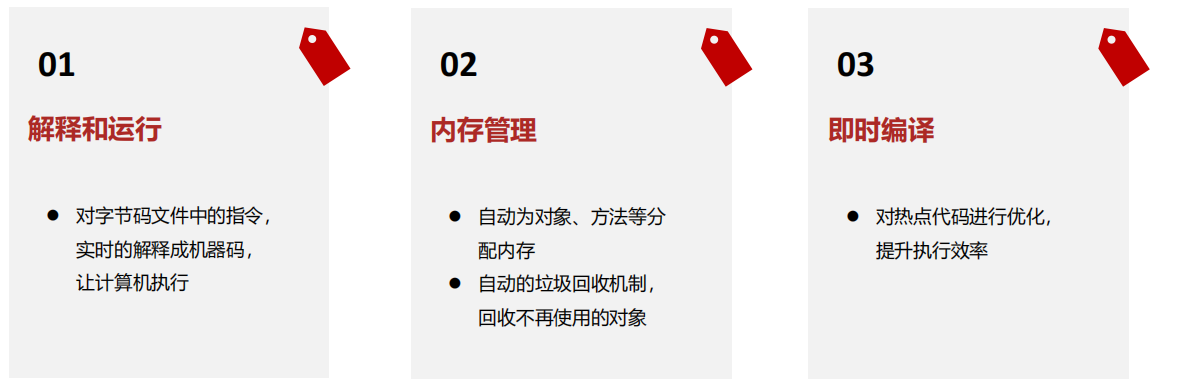 01
解释和运行
● 对字节码文件中的指令，
实时的解释成机器码，
让计算机执行
02
内存管理
● 自动为对象、方法等分
配内存
● 自动的垃圾回收机制，
回收不再使用的对象
03
即时编译
● 对热点代码进行优化，
提升执行效率